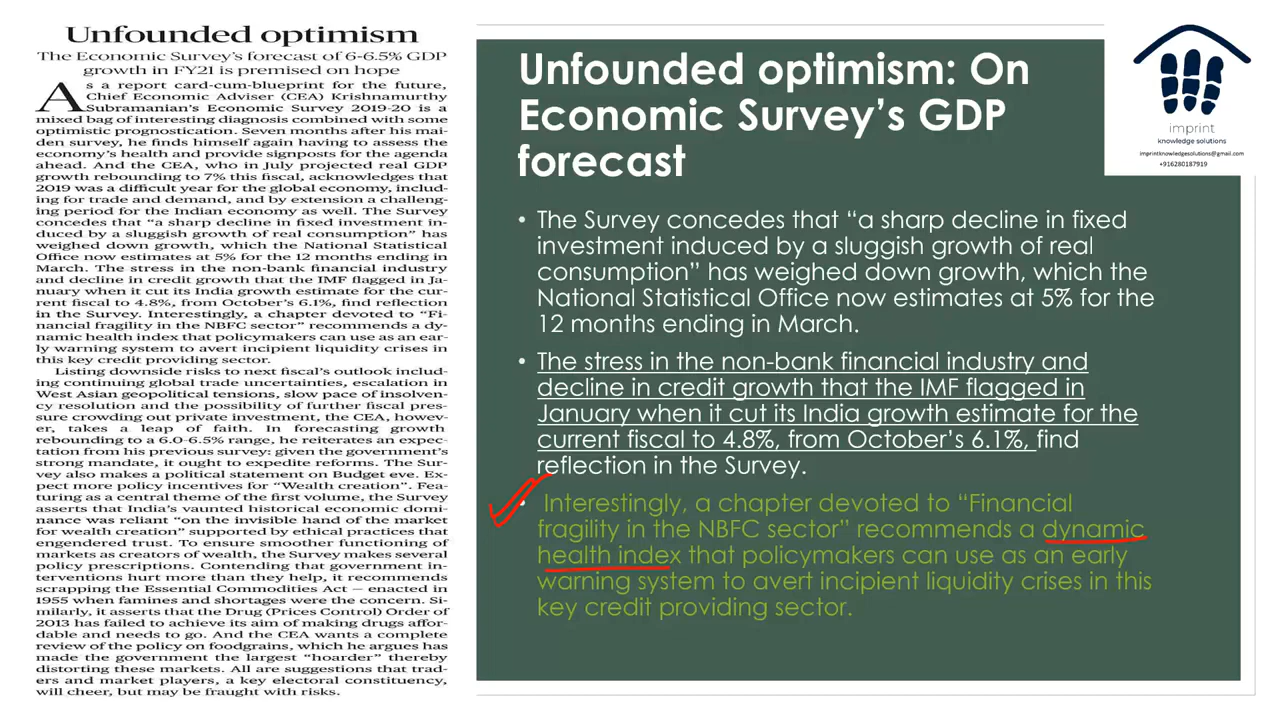 Unfounded optimism
The Economic Survey's forecast of 6-6.5% GDP
growth in FY21 is premised on hope
As a report card-cum-blueprint for the future,
Chief Economic Adviser (CEA) Krishnamurthy
Subramanian's Economic Survey 2019-20 is a
mixed bag of interesting diagnosis combined with some
optimistic prognostication. Seven months after his mai-
den survey, he finds himself again having to assess the
economy's health and provide signposts for the agenda
ahead. And the CEA, who in July projected real GDP
growth rebounding to 7% this fiscal, acknowledges that
2019 was a difficult year for the global economy, includ-
ing for trade and demand, and by extension a challeng-
ing period for the Indian economy as well. The Survey
concedes that “a sharp decline in fixed investment in-
duced by a sluggish growth of real consumption” has
weighed down growth, which the National Statistical
Office now estimates at 5% for the 12 months ending in
March. The stress in the non-bank financial industry
and decline in credit growth that the IMF flagged in Ja-
nuary when it cut its India growth estimate for the cur-
rent fiscal to 4.8%, from October's 6.1%, find reflection
in the Survey. Interestingly, a chapter devoted to “Fi-
nancial fragility in the NBFC sector” recommends a dy-
namic health index that policymakers can use as an ear-
ly warning system to avert incipient liquidity crises in
this key credit providing sector.
Listing downside risks to next fiscal's outlook includ-
ing continuing global trade uncertainties, escalation in
West Asian geopolitical tensions, slow pace of insolven-
cy resolution and the possibility of further fiscal pres-
sure crowding out private investment, the CEA, howev-
er, takes a leap of faith. In forecasting growth
rebounding to a 6.0-6.5% range, he reiterates an expec-
tation from his previous survey: given the government's
strong mandate, it ought to expedite reforms. The Sur-
vey also makes a political statement on Budget eve. Ex-
pect more policy incentives for “Wealth creation”. Fea-
turing as a central theme of the first volume, the Survey
asserts that India's vaunted historical economic domi-
nance was reliant “on the invisible hand of the market
for wealth creation” supported by ethical practices that
engendered trust. To ensure smoother functioning of
markets as creators of wealth, the Survey makes several
policy prescriptions. Contending that government in-
terventions hurt more than they help, it recommends
scrapping the Essential Commodities Act — enacted in
1955 when famines and shortages were the concern. Si-
milarly, it asserts that the Drug (Prices Control) Order of
2013 has failed to achieve its aim of making drugs affor-
dable and needs to go. And the CEA wants a complete
review of the policy on foodgrains, which he argues has
made the government the largest “hoarder” thereby
distorting these markets. All are suggestions that trad-
ers and market players, a key electoral constituency,
will cheer, but may be fraught with risks.
Unfounded optimism: On
Economic Survey's GDP
forecast
• The Survey concedes that “a sharp decline in fixed
investment induced by a sluggish growth of real
consumption” has weighed down growth, which the
National Statistical Office now estimates at 5% for the
12 months ending in March.
• The stress in the non-bank financial industry and
decline in credit growth that the IMF flagged in
January when it cut its India growth estimate for the
current fiscal to 4.8%, from October's 6.1%, find
reflection in the Survey.
• Interestingly, a chapter devoted to “Financial
fragility in the NBFC sector” recommends a dynamic
health index that policymakers can use as an early
warning system to avert incipient liquidity crises in this
key credit providing sector.
imprint
knowledge solutions
imprintknowledgesolutions@gmail.com
+916280187919